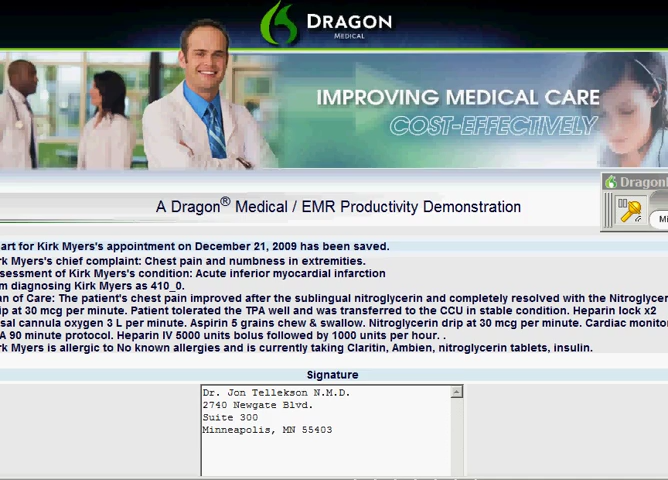 DRAGON
MEDICAL
IMPROVING MEDICAL CARE
COST-EFFECTIVELY
Dragon
A Dragon® Medical / EMR Productivity Demonstration
Mi
art for Kirk Myers's appointment on December 21, 2009 has been saved.
rk Myers's chief complaint: Chest pain and numbness in extremities.
sessment of Kirk Myers's condition: Acute inferior myocardial infarction
m diagnosing Kirk Myers as 410_0.
an of Care: The patient's chest pain improved after the sublingual nitroglycerin and completely resolved with the Nitroglycer
ip at 30 mcg per minute. Patient tolerated the TPA well and was transferred to the CCU in stable condition. Heparin lock x2
sal cannula oxygen 3 L per minute. Aspirin 5 grains chew & swallow. Nitroglycerin drip at 30 mcg per minute. Cardiac monito
A 90 minute protocol. Heparin IV 5000 units bolus followed by 1000 units per hour. .
rk Myers is allergic to No known allergies and is currently taking Claritin, Ambien, nitroglycerin tablets, insulin.
Signature
Dr. Jon Tellekson N.M.D.
2740 Newgate Blvd.
Suite 300
Minneapolis, MN 55403